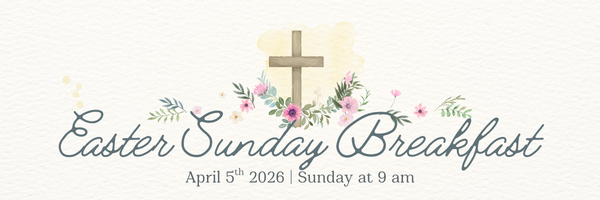 Easter Sunday Breakfast
April 5th 2026 | Sunday at 9 am